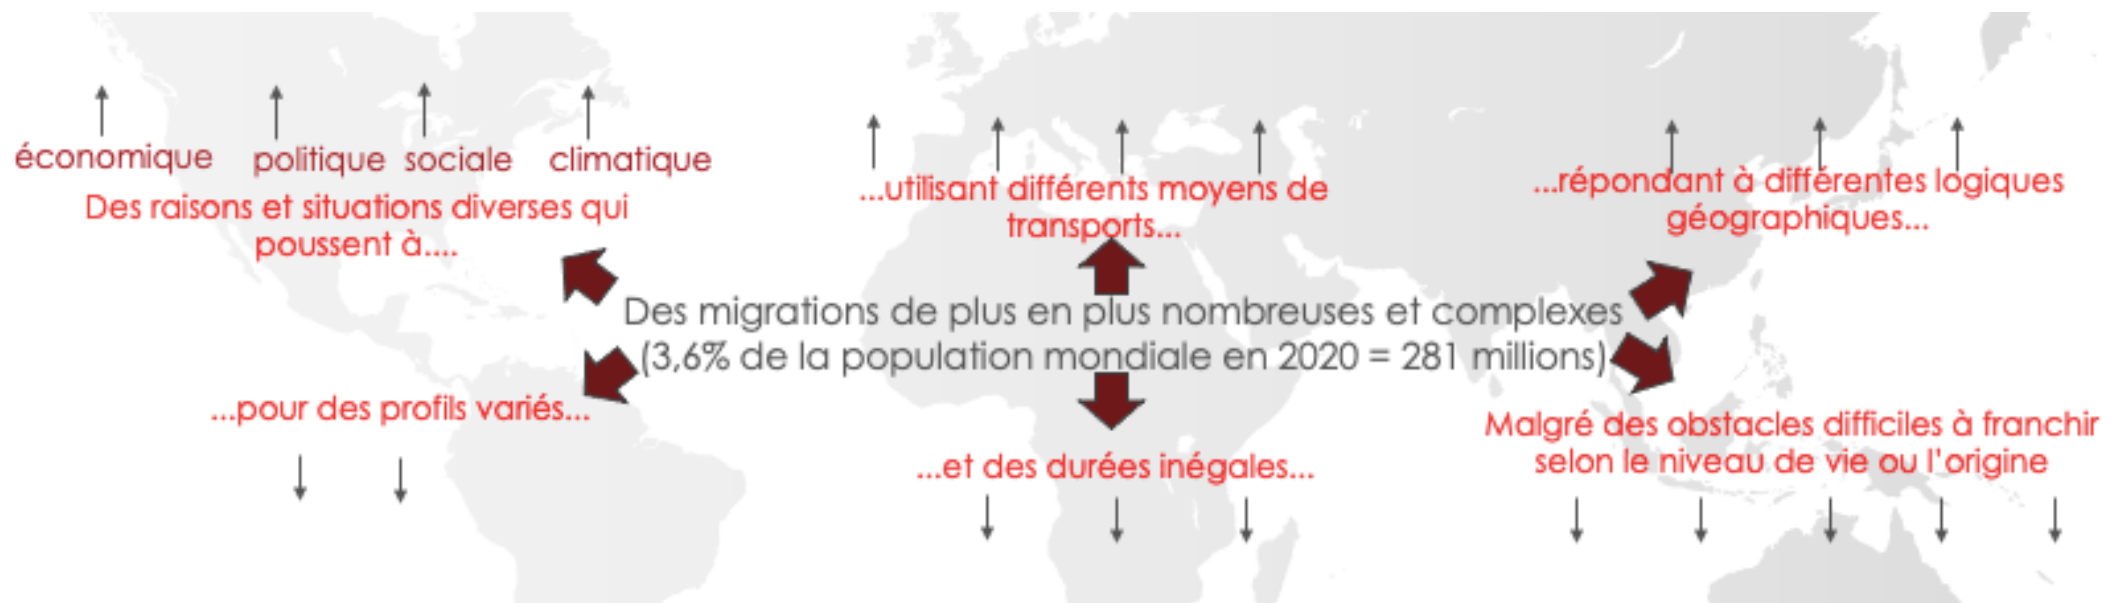 économique politique sociale climatique
Des raisons et situations diverses qui
poussent à....
...utilisant différents moyens de
transports...
...répondant à différentes logiques
géographiques...
Des migrations de plus en plus nombreuses et complexes
(3,6% de la population mondiale en 2020 = 281 millions)
...pour des profils variés...
...et des durées inégales...
Malgré des obstacles difficiles à franchir
selon le niveau de vie ou l'origine